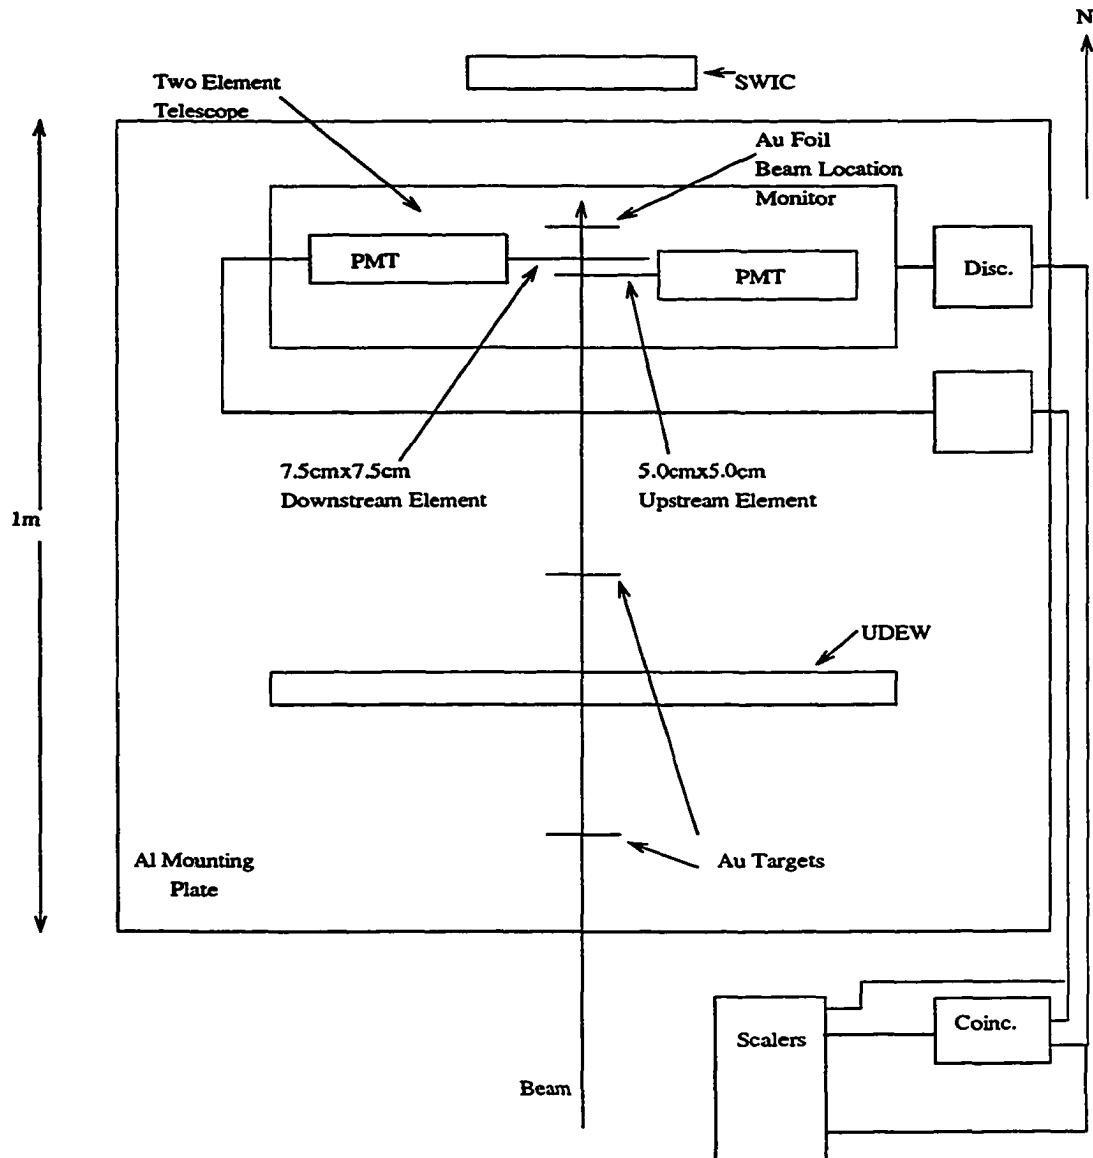 N
Two Element
Telescope
SWIC
Au Foil
Beam Location
Monitor
PMT
PMT
Disc.
7.5cmx7.5cm
Downstream Element
5.0cmx5.0cm
Upstream Element
1m
UDEW
Al Mounting
Plate
Au Targets
Scalers
Coinc.
Beam